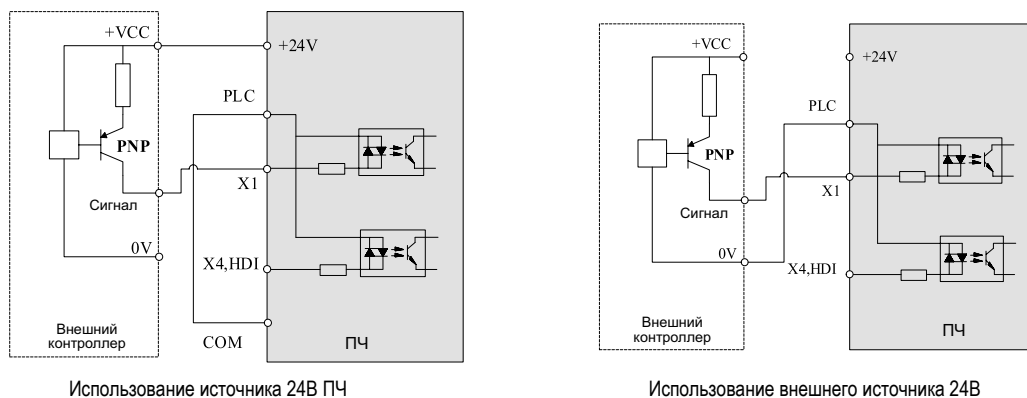 +VCC
+24V
PLC
PNP
X1
Сигнал
0V
X4,HDI
Внешний
контроллер
COM
ПЧ
Использование источника 24В ПЧ
+VCC
+24V
PLC
PNP
X1
Сигнал
0V
X4,HDI
Внешний
контроллер
ПЧ
Использование внешнего источника 24В